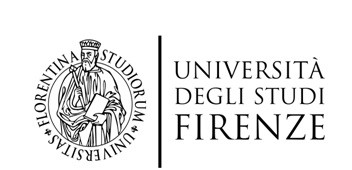 FLORENTINA STUDIORUM UNIVERSITAS
UNIVERSITÀ
DEGLI STUDI
FIRENZE